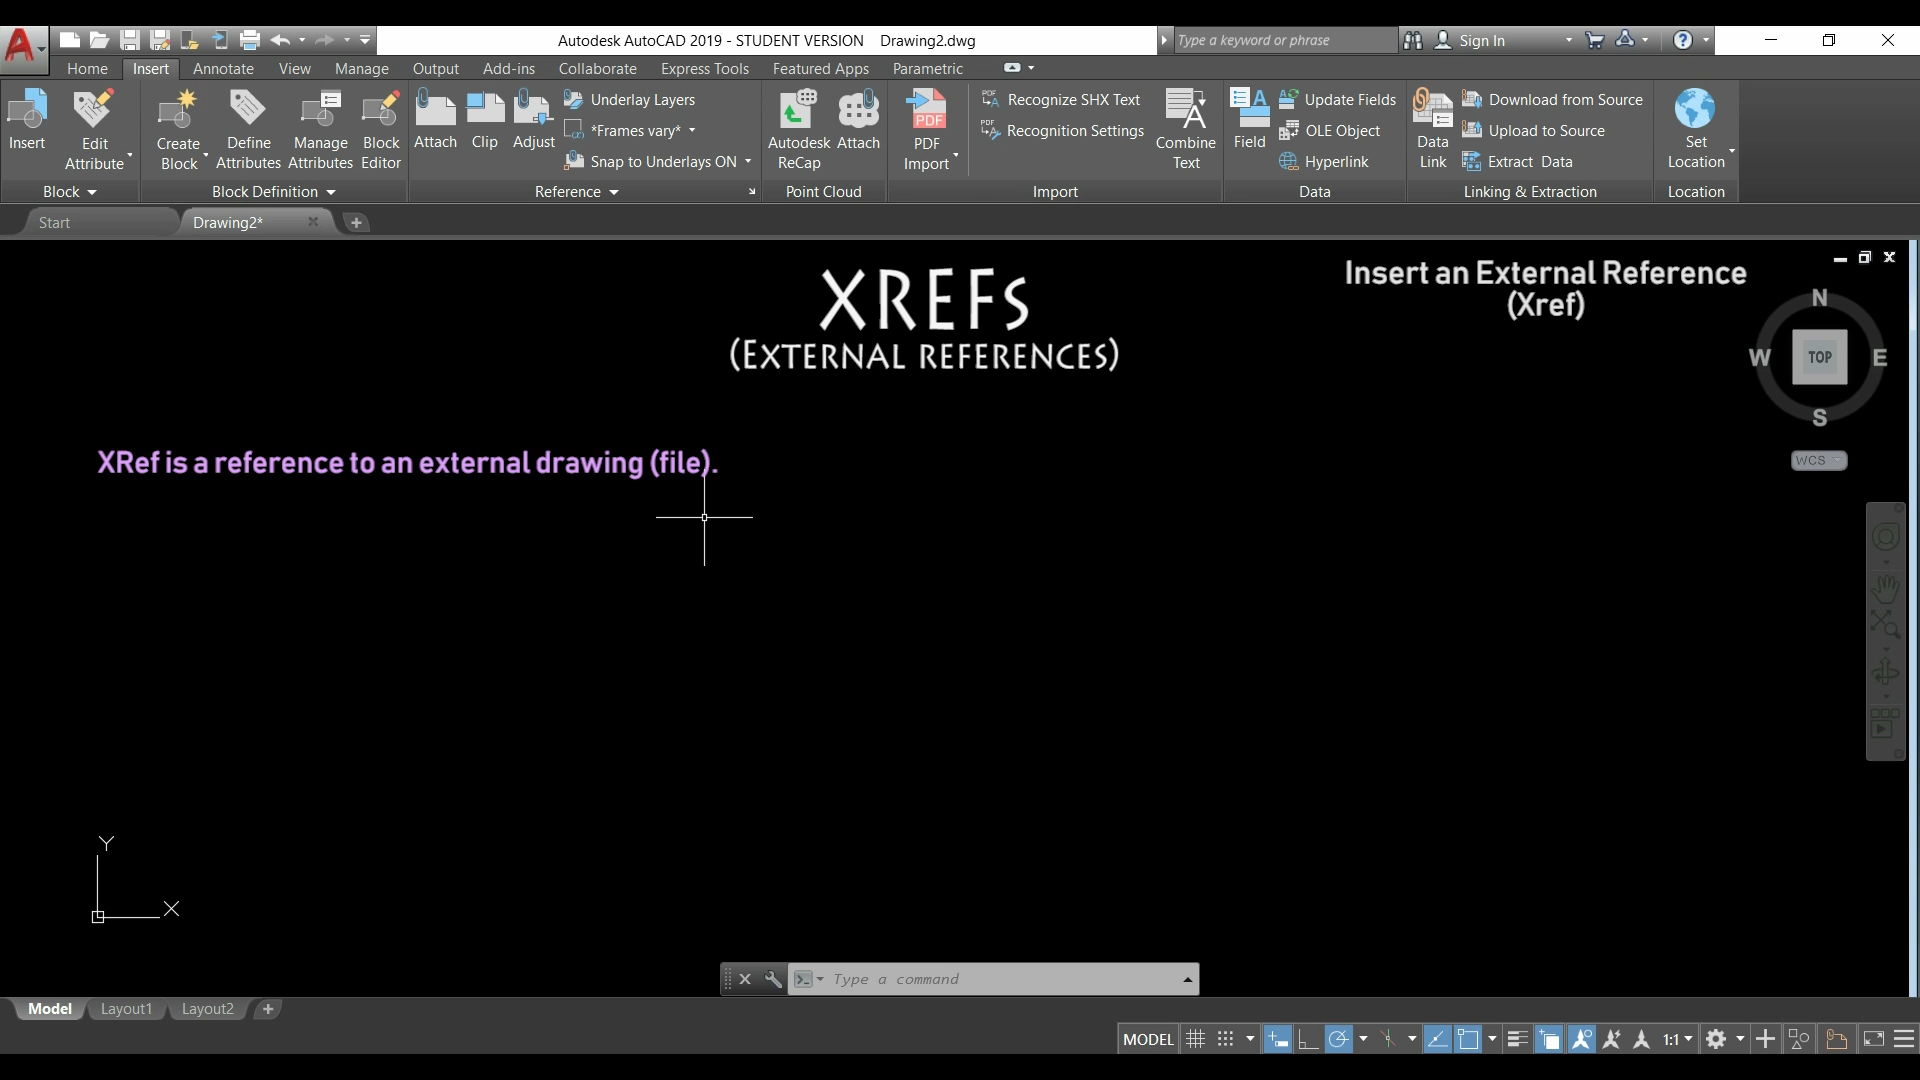 Autodesk AutoCAD 2019 - STUDENT VERSION Drawing2.dwg
Type a keyword or phrase
Sign In
Home Insert Annotate View Manage Output Add-ins Collaborate Express Tools Featured Apps Parametric
Insert
Edit
Attribute
Create
Block
Define
Attributes
Manage
Attributes
Block
Editor
Attach
Clip
Adjust
Underlay Layers
*Frames vary*
Snap to Underlays ON
Autodesk
ReCap
Attach
PDF
PDF
Import
PDF
A
Recognize SHX Text
PDF
A
Recognition Settings
Combine
Text
Field
Update Fields
OLE Object
Hyperlink
Data
Link
Download from Source
Upload to Source
Extract Data
Set
Location
Block
Block Definition
Reference
Point Cloud
Import
Data
Linking & Extraction
Location
Start
Drawing2*
XREFs
(EXTERNAL REFERENCES)
Insert an External Reference
(Xref)
N
W
TOP
E
S
WCS
XRef is a reference to an external drawing (file).
Y
X
Type a command
Model
Layout1
Layout2
MODEL
1:1